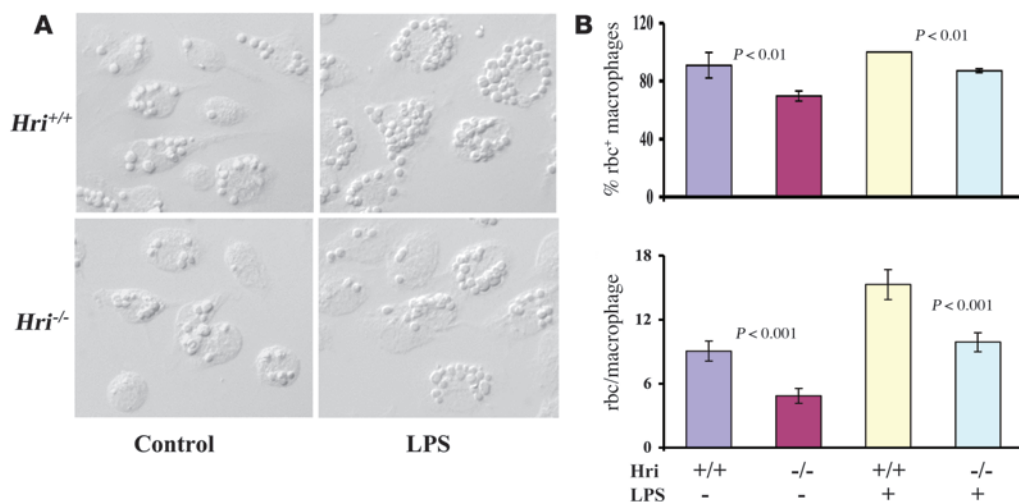 A
Hri+/+
Hri-/-
Control
LPS
B
% rbc+ macrophages
120
80
40
0
P < 0.01
P < 0.01
rbc/macrophage
18
12
6
0
P < 0.001
P < 0.001
Hri +/+ -/- +/+ -/-
LPS - - + +